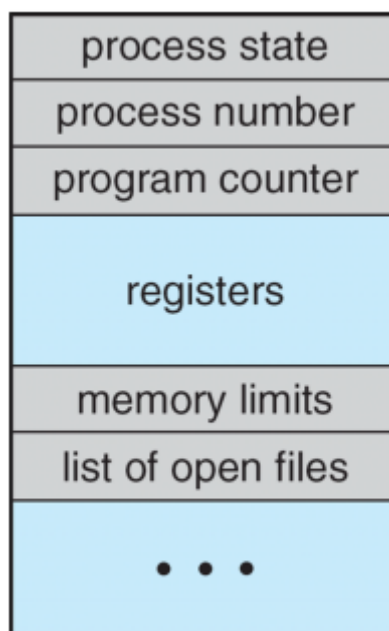 process state
process number
program counter
registers
memory limits
list of open files
• • •